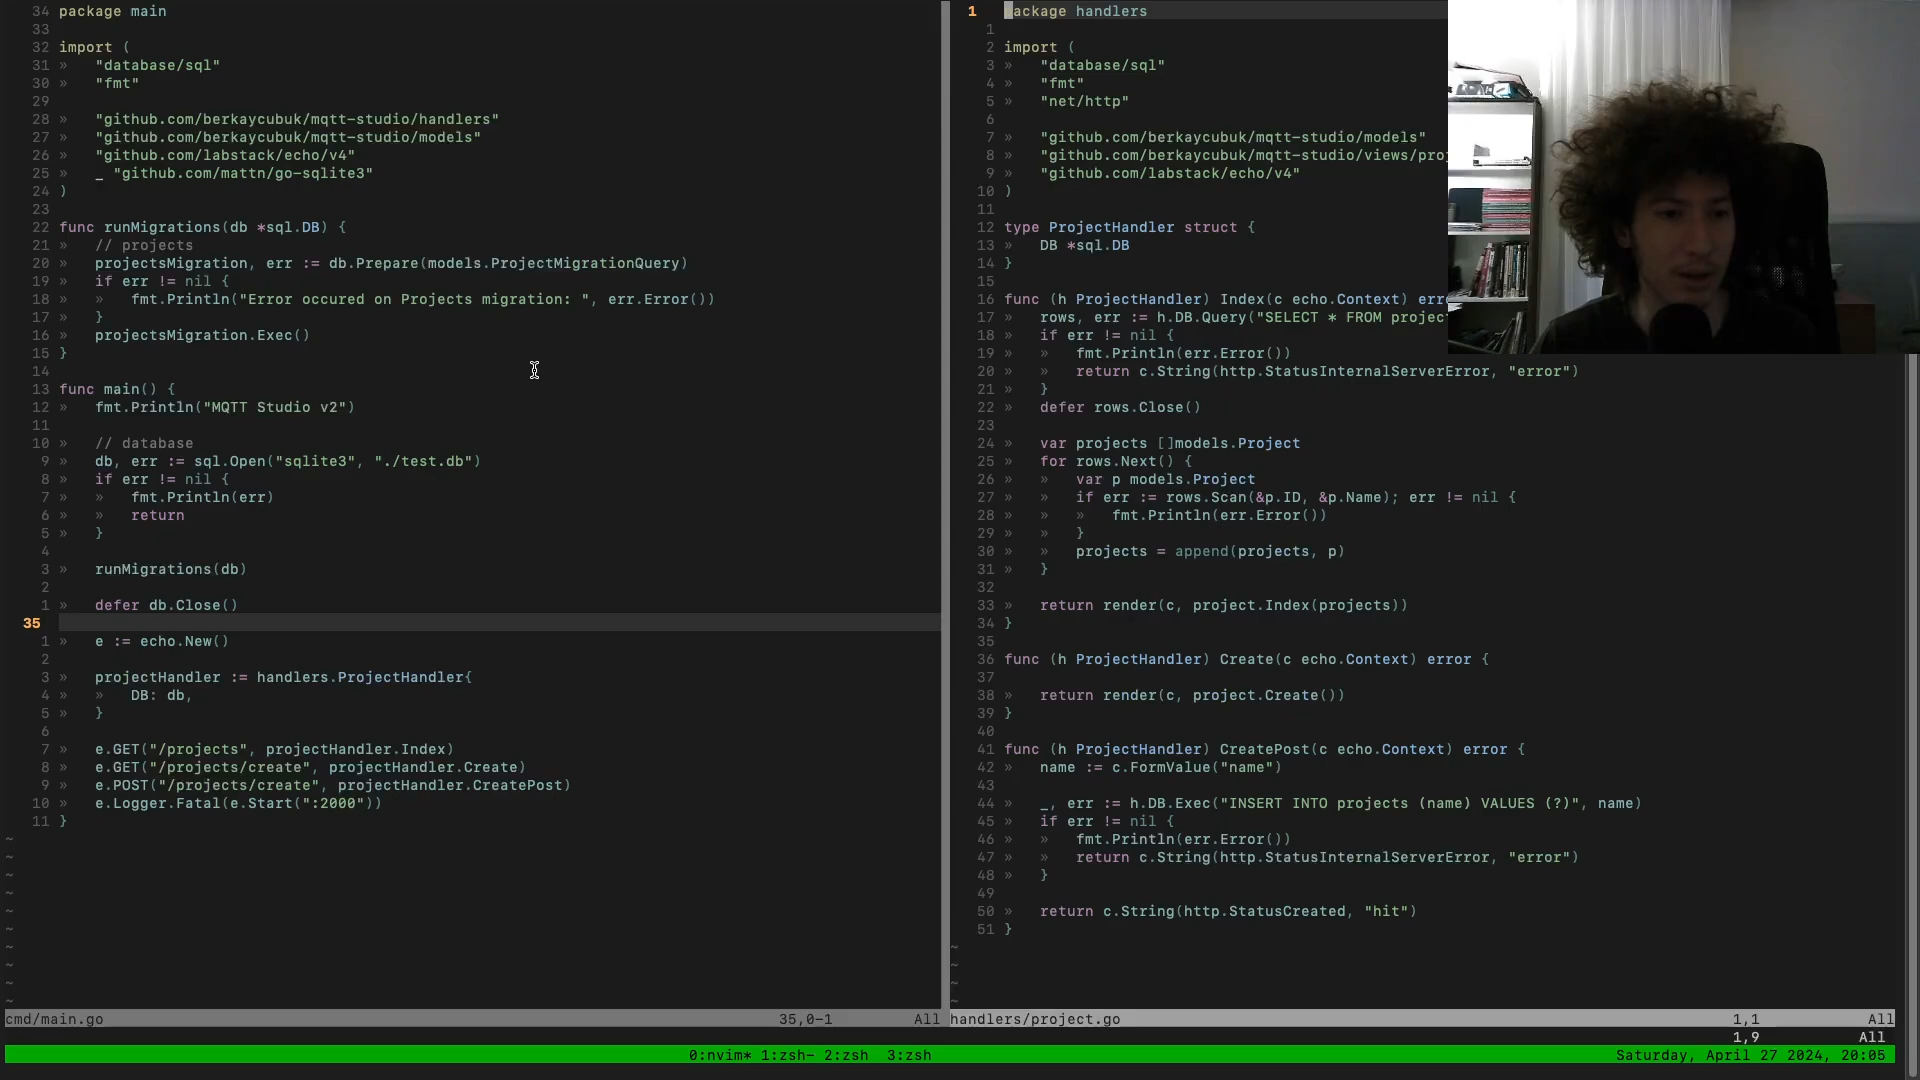 34 package main
33
32 import (
31 » "database/sql"
30 » "fmt"
29
28 » "github.com/berkaycubuk/mqtt-studio/handlers"
27 » "github.com/berkaycubuk/mqtt-studio/models"
26 » "github.com/labstack/echo/v4"
25 » _ "github.com/mattn/go-sqlite3"
24 )
23
22 func runMigrations(db *sql.DB) {
21 » // projects
20 » projectsMigration, err := db.Prepare(models.ProjectMigrationQuery)
19 » if err != nil {
18 » » fmt.Println("Error occured on Projects migration: ", err.Error())
17 » }
16 » projectsMigration.Exec()
15 }
14
13 func main() {
12 » fmt.Println("MQTT Studio v2")
11
10 » // database
9 » db, err := sql.Open("sqlite3", "./test.db")
8 » if err != nil {
7 » » fmt.Println(err)
6 » » return
5 » }
4
3 » runMigrations(db)
2
1 » defer db.Close()
35
1 » e := echo.New()
2
3 » projectHandler := handlers.ProjectHandler{
4 » » DB: db,
5 » }
6
7 » e.GET("/projects", projectHandler.Index)
8 » e.GET("/projects/create", projectHandler.Create)
9 » e.POST("/projects/create", projectHandler.CreatePost)
10 » e.Logger.Fatal(e.Start(":2000"))
11 }
~
~
~
~
~
~
~
~
~
~
cmd/main.go 35,0-1 All
1 package handlers
1
2 import (
3 » "database/sql"
4 » "fmt"
5 » "net/http"
6
7 » "github.com/berkaycubuk/mqtt-studio/models"
8 » "github.com/berkaycubuk/mqtt-studio/views/pro
9 » "github.com/labstack/echo/v4"
10 )
11
12 type ProjectHandler struct {
13 » DB *sql.DB
14 }
15
16 func (h ProjectHandler) Index(c echo.Context) err
17 » rows, err := h.DB.Query("SELECT * FROM projec
18 » if err != nil {
19 » » fmt.Println(err.Error())
20 » » return c.String(http.StatusInternalServerError, "error")
21 » }
22 » defer rows.Close()
23
24 » var projects []models.Project
25 » for rows.Next() {
26 » » var p models.Project
27 » » if err := rows.Scan(&p.ID, &p.Name); err != nil {
28 » » » fmt.Println(err.Error())
29 » » }
30 » » projects = append(projects, p)
31 » }
32
33 » return render(c, project.Index(projects))
34 }
35
36 func (h ProjectHandler) Create(c echo.Context) error {
37
38 » return render(c, project.Create())
39 }
40
41 func (h ProjectHandler) CreatePost(c echo.Context) error {
42 » name := c.FormValue("name")
43
44 » _, err := h.DB.Exec("INSERT INTO projects (name) VALUES (?)", name)
45 » if err != nil {
46 » » fmt.Println(err.Error())
47 » » return c.String(http.StatusInternalServerError, "error")
48 » }
49
50 » return c.String(http.StatusCreated, "hit")
51 }
~
~
~
~
handlers/project.go 1,1 All
1,9 All
0:nvim* 1:zsh- 2:zsh 3:zsh Saturday, April 27 2024, 20:05